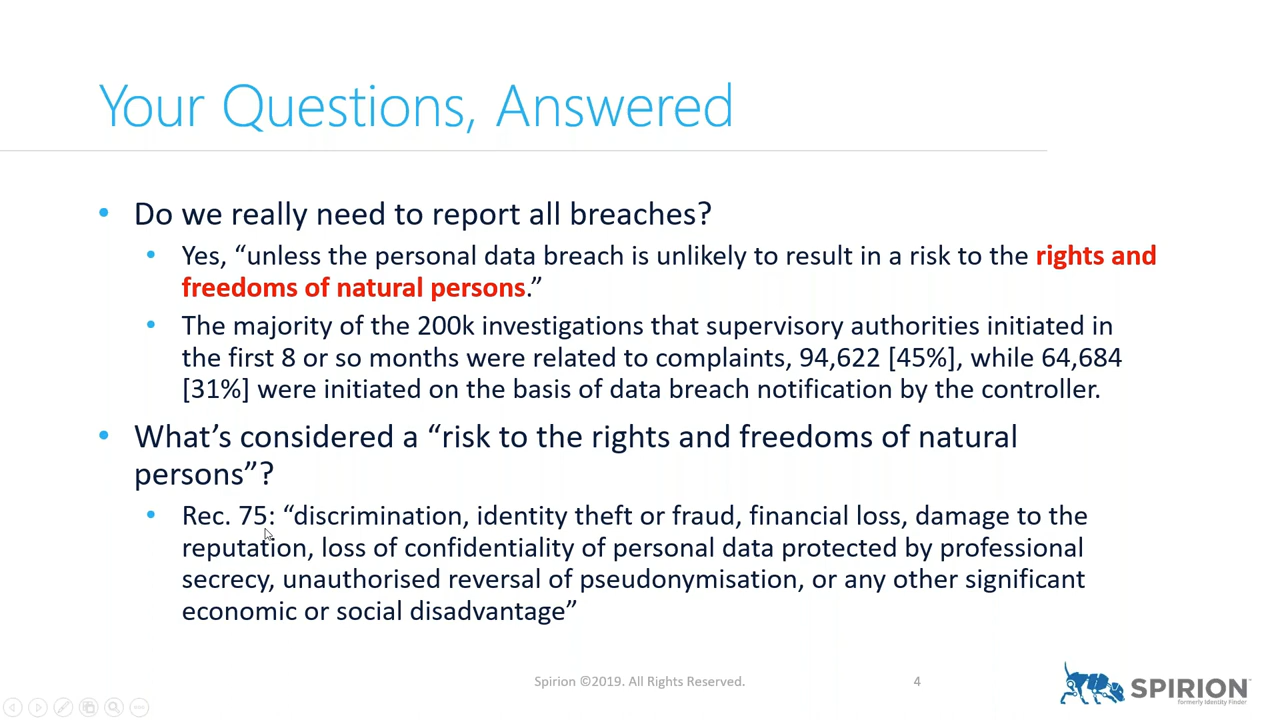 Your Questions, Answered
• Do we really need to report all breaches?
• Yes, “unless the personal data breach is unlikely to result in a risk to the rights and
freedoms of natural persons.”
• The majority of the 200k investigations that supervisory authorities initiated in
the first 8 or so months were related to complaints, 94,622 [45%], while 64,684
[31%] were initiated on the basis of data breach notification by the controller.
• What’s considered a “risk to the rights and freedoms of natural
persons”?
• Rec. 75: “discrimination, identity theft or fraud, financial loss, damage to the
reputation, loss of confidentiality of personal data protected by professional
secrecy, unauthorised reversal of pseudonymisation, or any other significant
economic or social disadvantage”
Spirion ©2019. All Rights Reserved.
4
SPIRION
formerly Identity Finder